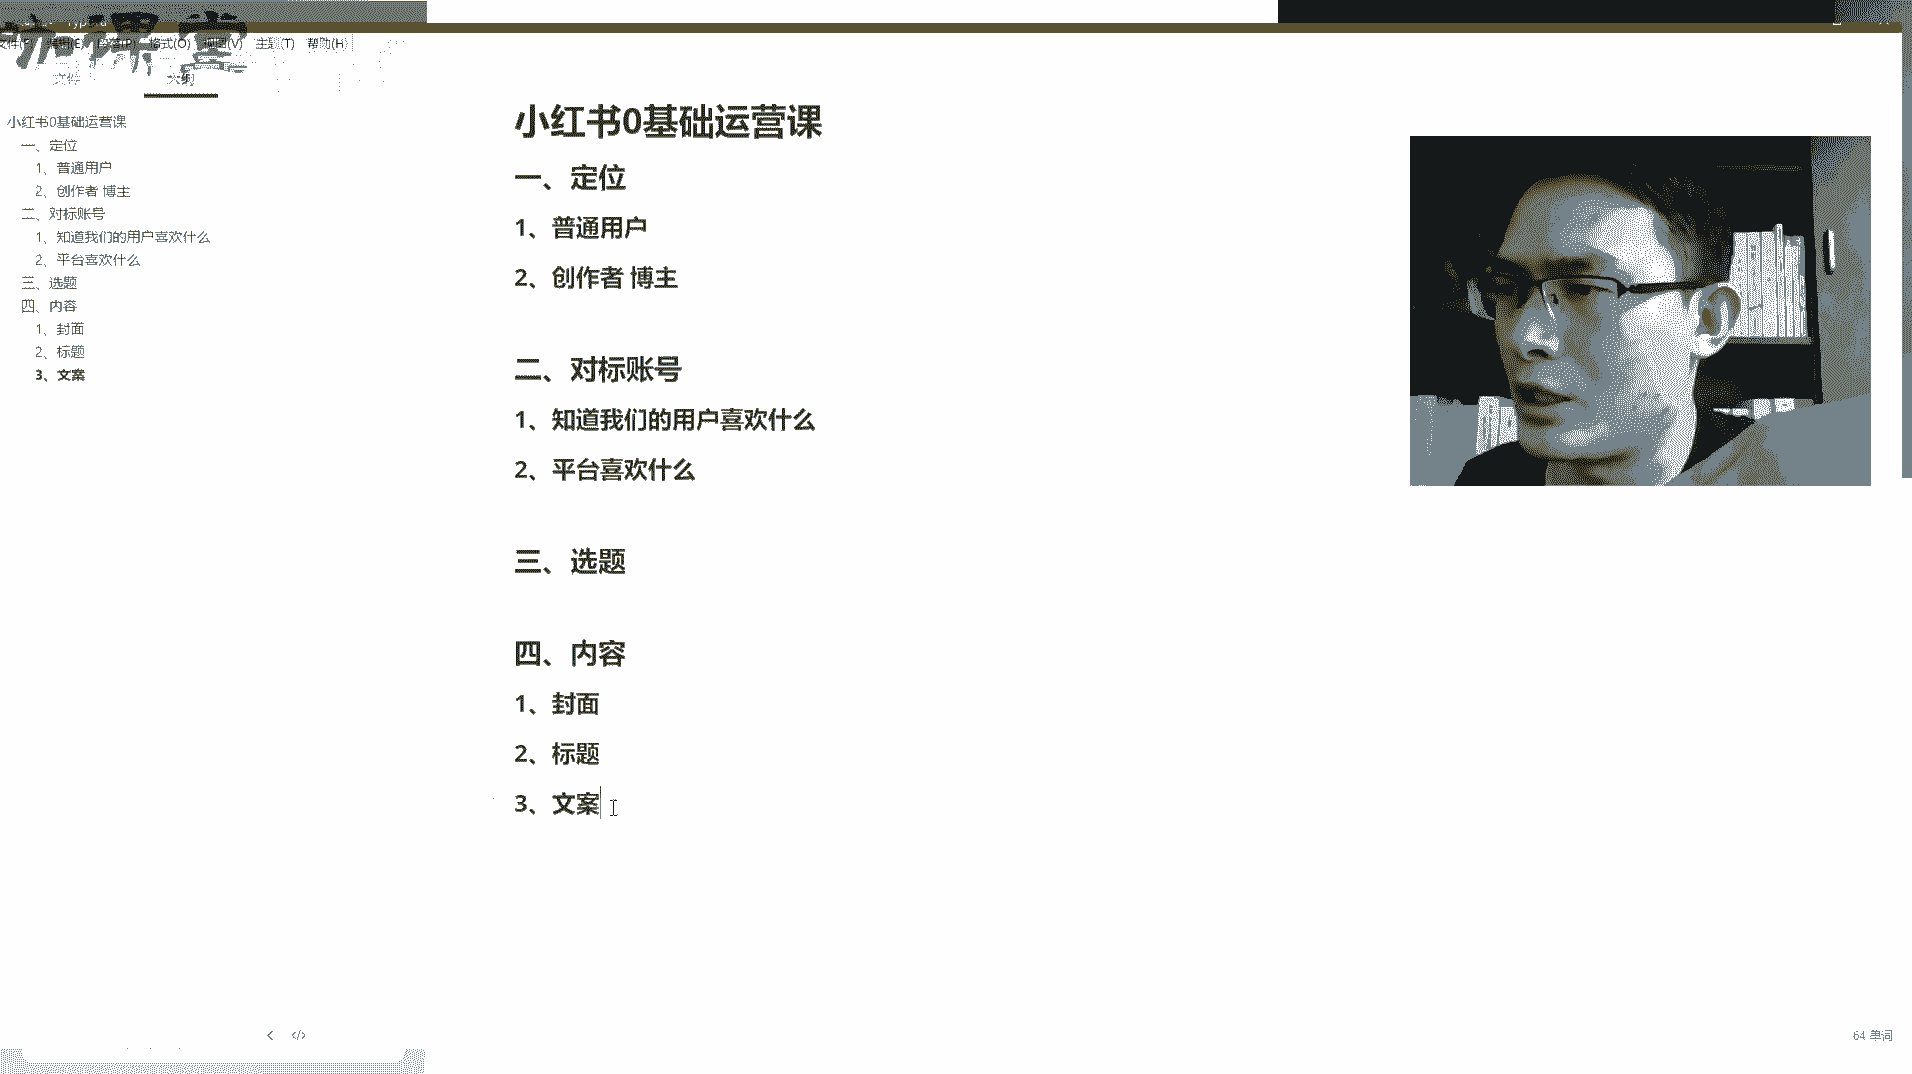 文件(F) 编辑(E) 段落(P) 格式(O) 视图(V) 主题(T) 帮助(H)
文件 大纲
小红书0基础运营课
一、定位
1、普通用户
2、创作者 博主
二、对标账号
1、知道我们的用户喜欢什么
2、平台喜欢什么
三、选题
四、内容
1、封面
2、标题
3、文案
小红书0基础运营课
一、定位
1、普通用户
2、创作者 博主
二、对标账号
1、知道我们的用户喜欢什么
2、平台喜欢什么
三、选题
四、内容
1、封面
2、标题
3、文案
64 单词